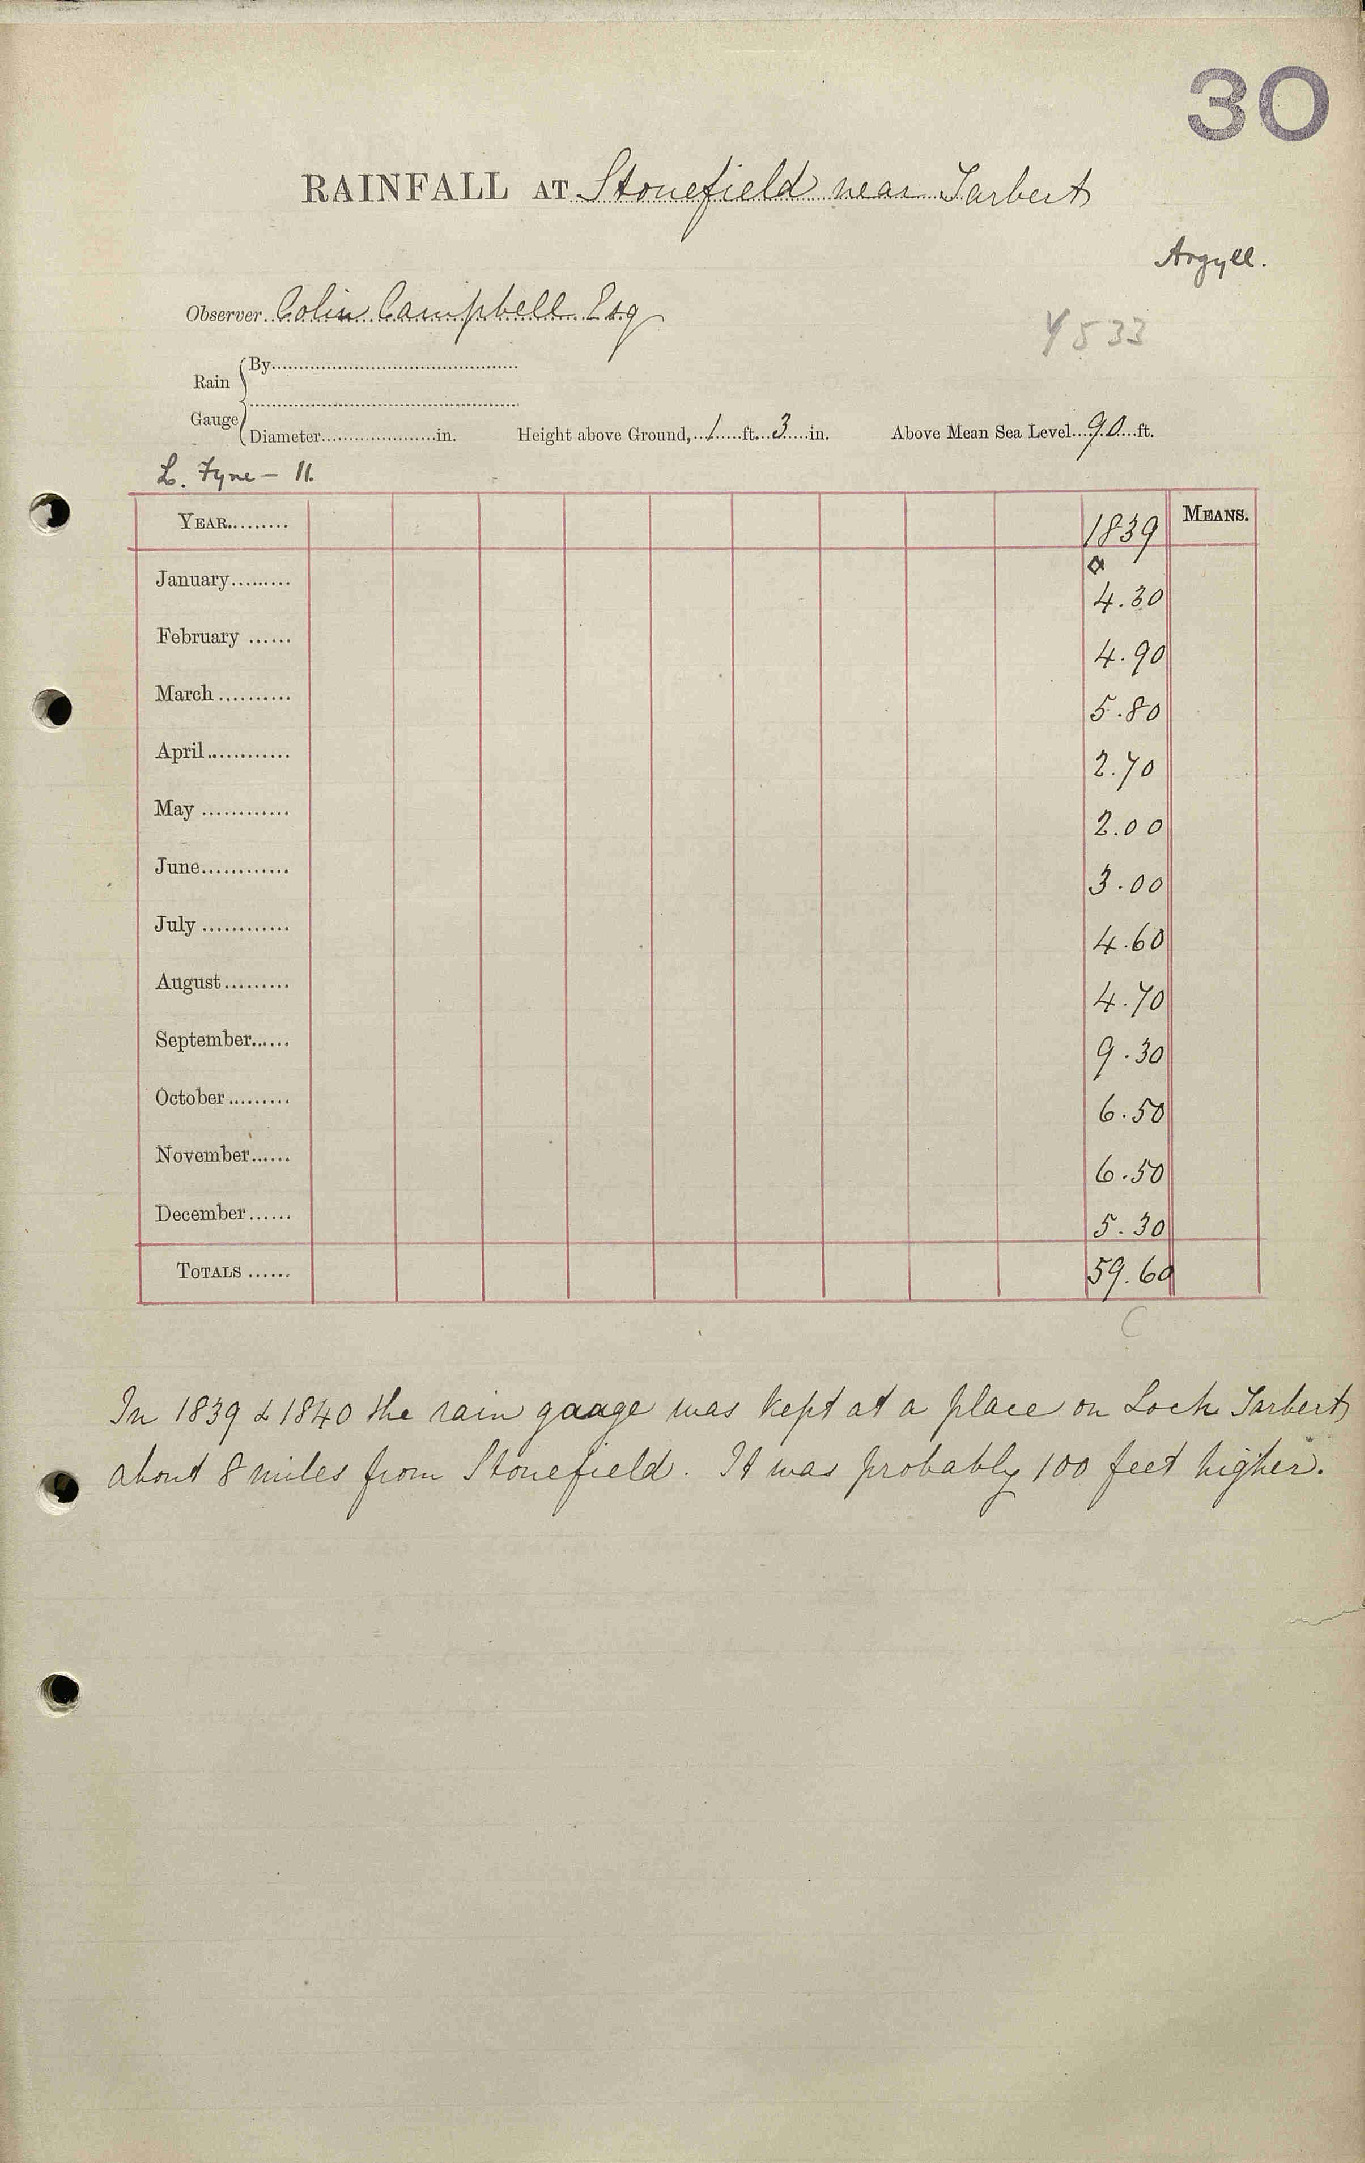 30
RAINFALL AT Stonefield near Tarbert
Argyll.
Observer Colin Campbell Esq
4533
Rain Gauge { By
Diameter in. Height above Ground, 1 ft. 3 in. Above Mean Sea Level 90 ft.
L. Fyne - 11.
YEAR 1839 MEANS.
a
January 4.30
February 4.90
March 5.80
April 2.70
May 2.00
June 3.00
July 4.60
August 4.70
September 9.30
October 6.50
November 6.50
December 5.30
TOTALS 59.60
C
In 1839 & 1840 the rain gauge was kept at a place on Loch Tarbert
about 8 miles from Stonefield. It was probably 100 feet higher.